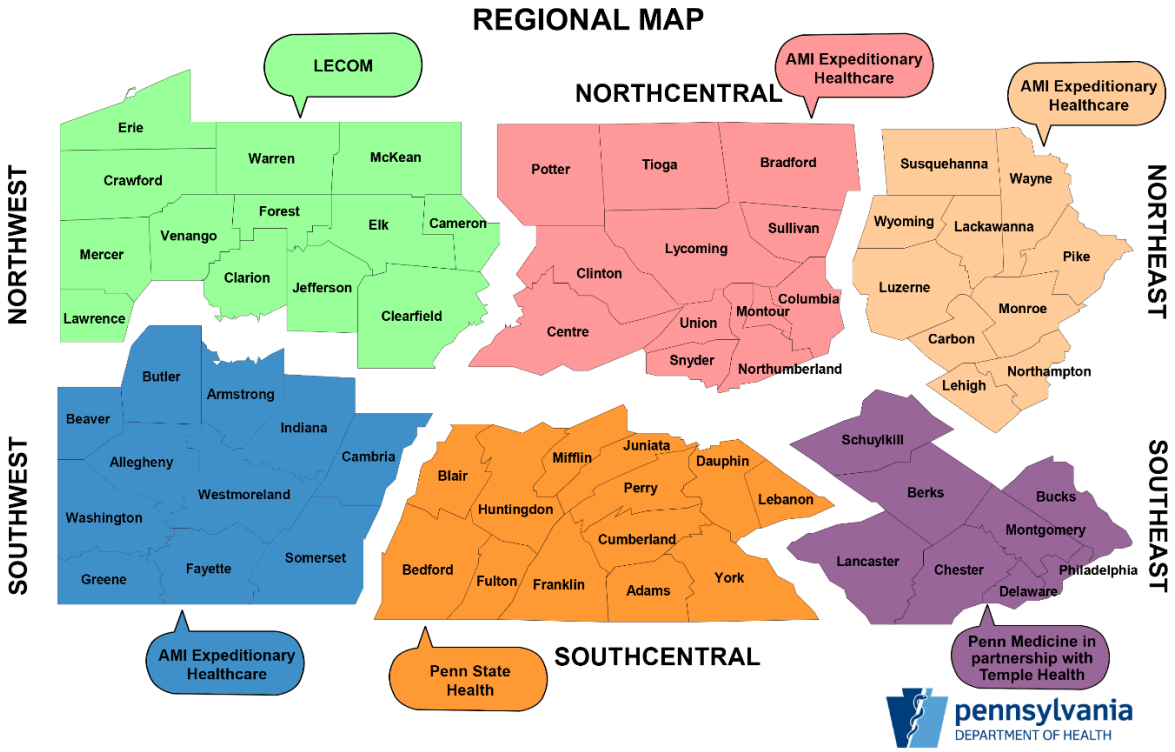 REGIONAL MAP
LECOM
AMI Expeditionary
Healthcare
NORTHCENTRAL
AMI Expeditionary
Healthcare
NORTHWEST
Erie
Warren
McKean
Crawford
Forest
Elk
Cameron
Venango
Mercer
Clarion
Jefferson
Lawrence
Clearfield
Potter
Tioga
Bradford
Sullivan
Lycoming
Clinton
Columbia
Montour
Union
Centre
Snyder
Northumberland
NORTHEAST
Susquehanna
Wayne
Wyoming
Lackawanna
Pike
Luzerne
Monroe
Carbon
Northampton
Lehigh
SOUTHWEST
Butler
Armstrong
Beaver
Indiana
Cambria
Allegheny
Westmoreland
Washington
Somerset
Fayette
Greene
AMI Expeditionary
Healthcare
Juniata
Mifflin
Dauphin
Blair
Perry
Lebanon
Huntingdon
Cumberland
Bedford
Fulton
Franklin
Adams
York
Penn State
Health
SOUTHCENTRAL
SOUTHEAST
Schuylkill
Berks
Bucks
Montgomery
Lancaster
Chester
Philadelphia
Delaware
Penn Medicine in
partnership with
Temple Health
pennsylvania
DEPARTMENT OF HEALTH